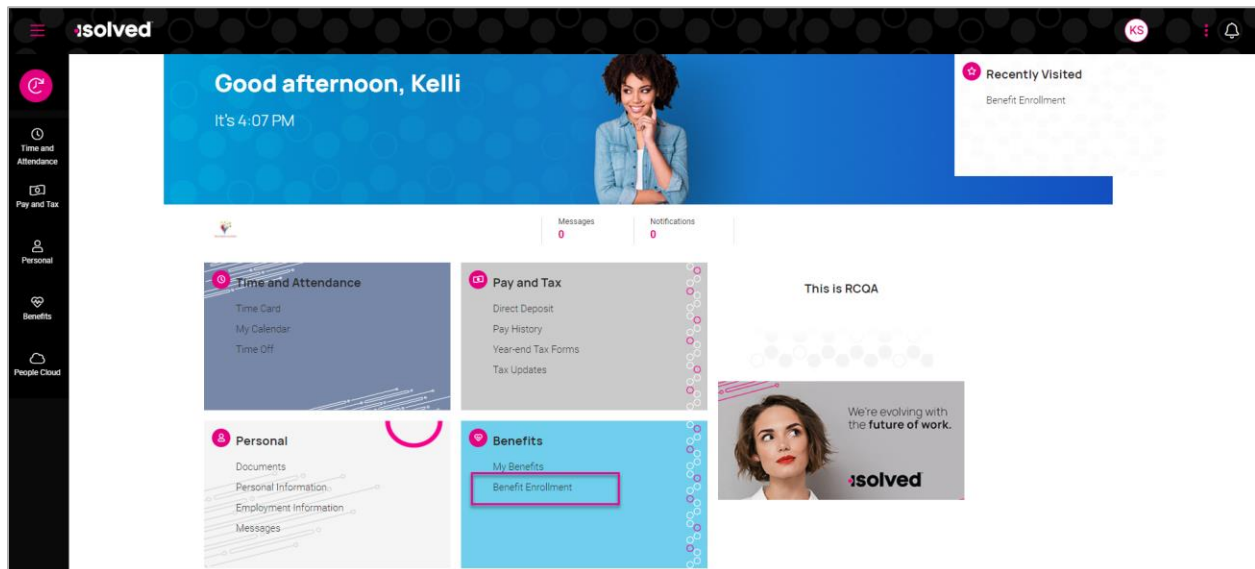 isolved
KS
Time and
Attendance
Pay and Tax
Personal
Benefits
People Cloud
Good afternoon, Kelli
It's 4:07 PM
Recently Visited
Benefit Enrollment
Messages
0
Notifications
0
Time and Attendance
Time Card
My Calendar
Time Off
Pay and Tax
Direct Deposit
Pay History
Year-end Tax Forms
Tax Updates
This is RCQA
Personal
Documents
Personal Information
Employment Information
Messages
Benefits
My Benefits
Benefit Enrollment
We're evolving with
the future of work.
isolved